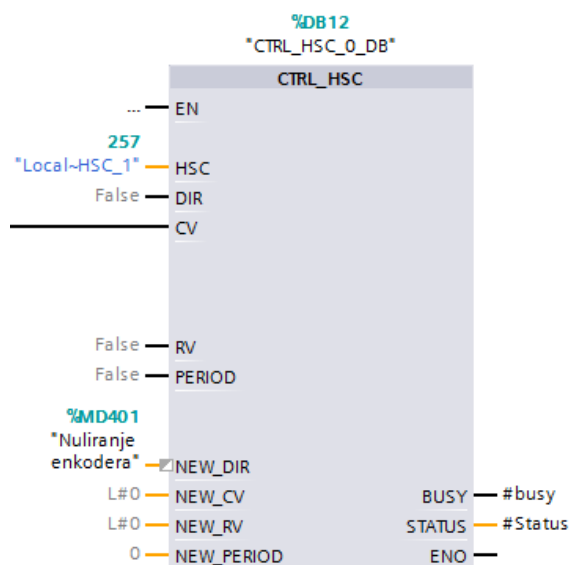 %DB12
"CTRL_HSC_0_DB"
CTRL_HSC
... EN
257
"Local~HSC_1" HSC
False DIR
CV
False RV
False PERIOD
%MD401
"Nuliranje
enkodera" NEW_DIR
L#0 NEW_CV BUSY #busy
L#0 NEW_RV STATUS #Status
0 NEW_PERIOD ENO